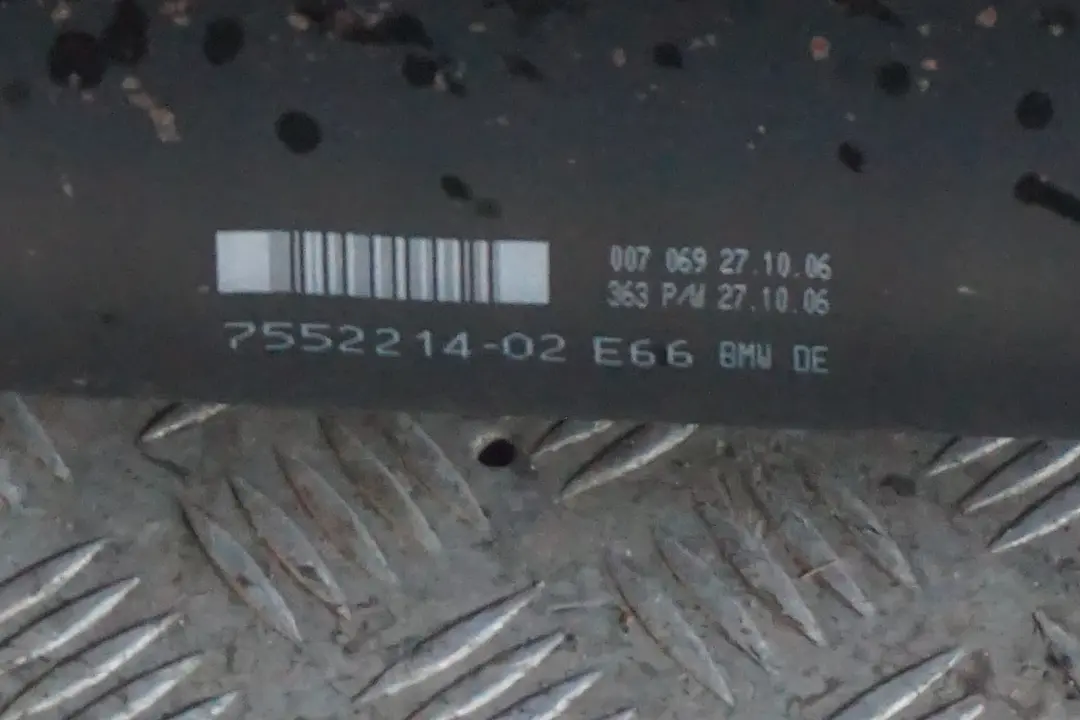 007 069 27.10.06
363 P/W 27.10.06
7552214-02 E66 BMW DE